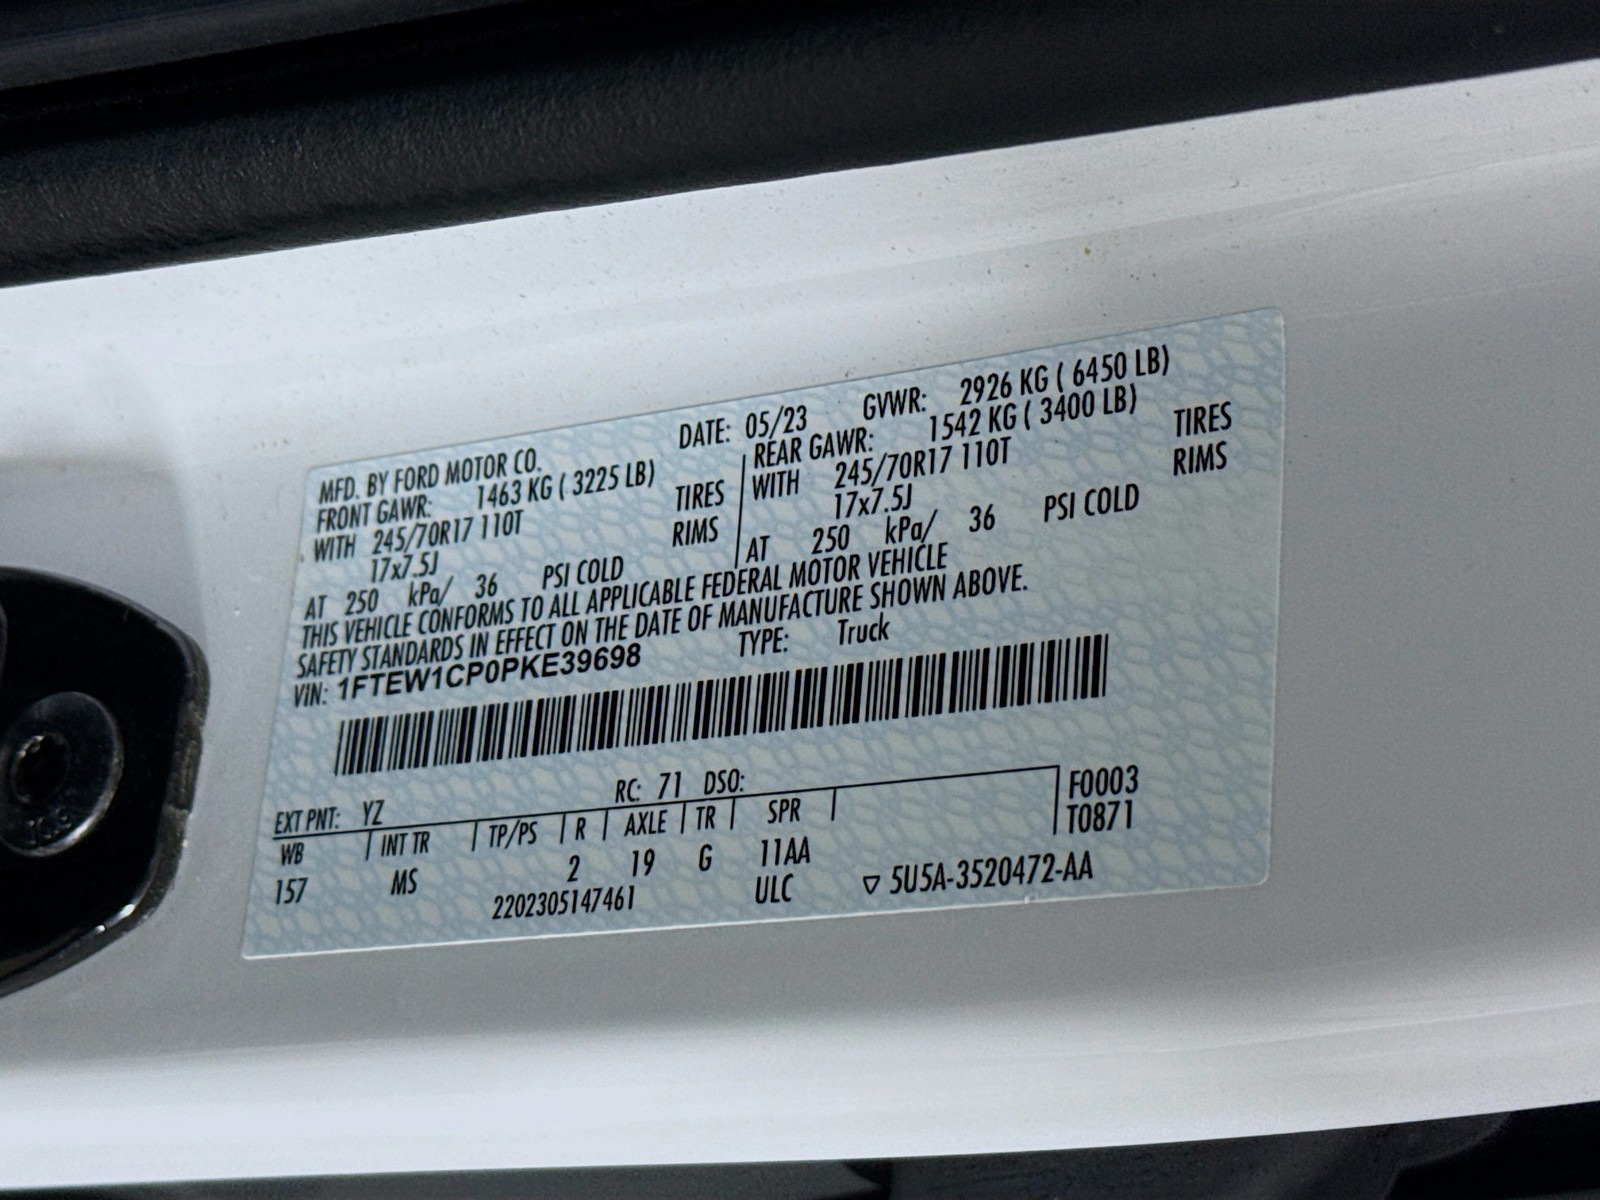 MFD. BY FORD MOTOR CO. DATE: 05/23 GVWR: 2926 KG ( 6450 LB)
FRONT GAWR: 1463 KG ( 3225 LB) REAR GAWR: 1542 KG ( 3400 LB)
WITH 245/70R17 110T TIRES WITH 245/70R17 110T TIRES
17x7.5J RIMS 17x7.5J RIMS
AT 250 kPa/ 36 PSI COLD AT 250 kPa/ 36 PSI COLD
THIS VEHICLE CONFORMS TO ALL APPLICABLE FEDERAL MOTOR VEHICLE
SAFETY STANDARDS IN EFFECT ON THE DATE OF MANUFACTURE SHOWN ABOVE.
VIN: 1FTEW1CP0PKE39698 TYPE: Truck
EXT PNT: YZ RC: 71 DSO: F0003
WB INT TR TP/PS R AXLE TR SPR T0871
157 MS 2 19 G 11AA
2202305147461 ULC ▽ 5U5A-3520472-AA